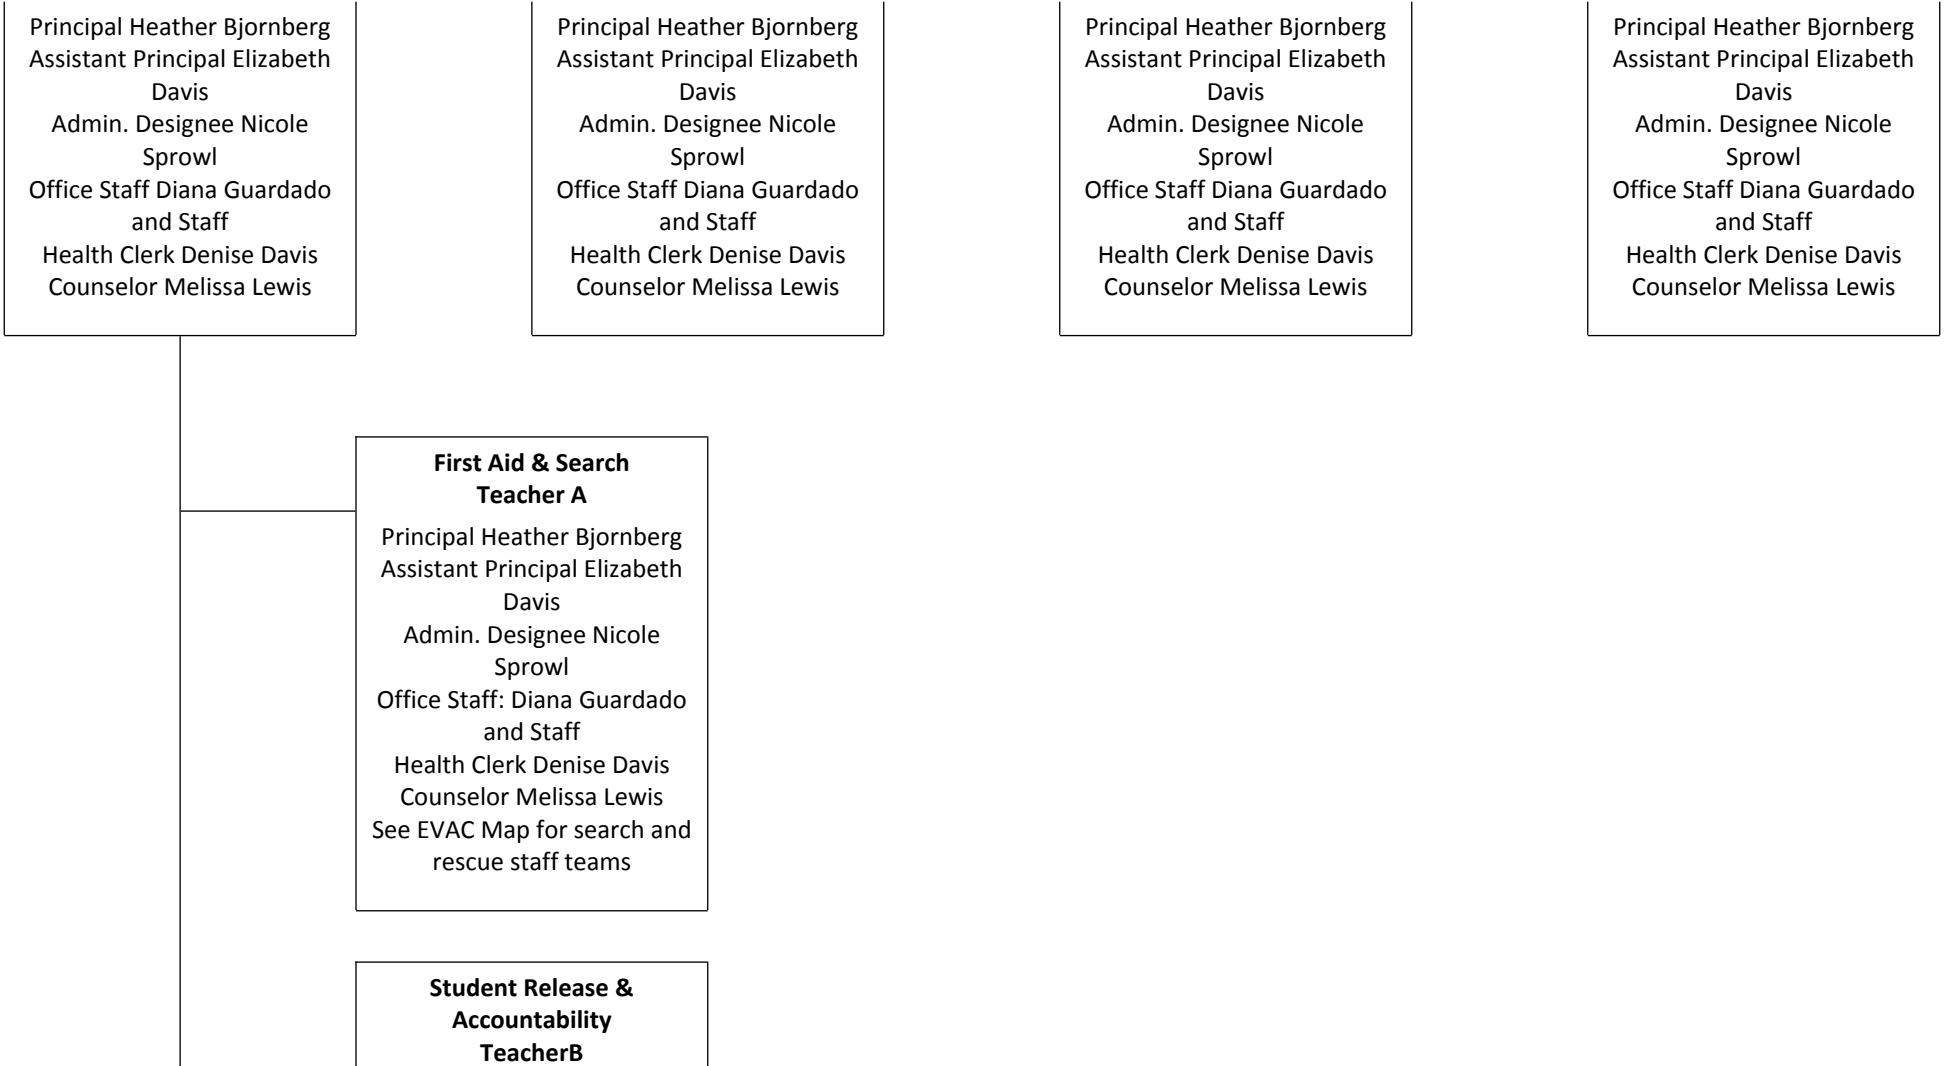 Principal Heather Bjornberg
Assistant Principal Elizabeth
Davis
Admin. Designee Nicole
Sprowl
Office Staff Diana Guardado
and Staff
Health Clerk Denise Davis
Counselor Melissa Lewis
Principal Heather Bjornberg
Assistant Principal Elizabeth
Davis
Admin. Designee Nicole
Sprowl
Office Staff Diana Guardado
and Staff
Health Clerk Denise Davis
Counselor Melissa Lewis
Principal Heather Bjornberg
Assistant Principal Elizabeth
Davis
Admin. Designee Nicole
Sprowl
Office Staff Diana Guardado
and Staff
Health Clerk Denise Davis
Counselor Melissa Lewis
Principal Heather Bjornberg
Assistant Principal Elizabeth
Davis
Admin. Designee Nicole
Sprowl
Office Staff Diana Guardado
and Staff
Health Clerk Denise Davis
Counselor Melissa Lewis
First Aid & Search
Teacher A
Principal Heather Bjornberg
Assistant Principal Elizabeth
Davis
Admin. Designee Nicole
Sprowl
Office Staff: Diana Guardado
and Staff
Health Clerk Denise Davis
Counselor Melissa Lewis
See EVAC Map for search and
rescue staff teams
Student Release &
Accountability
TeacherB